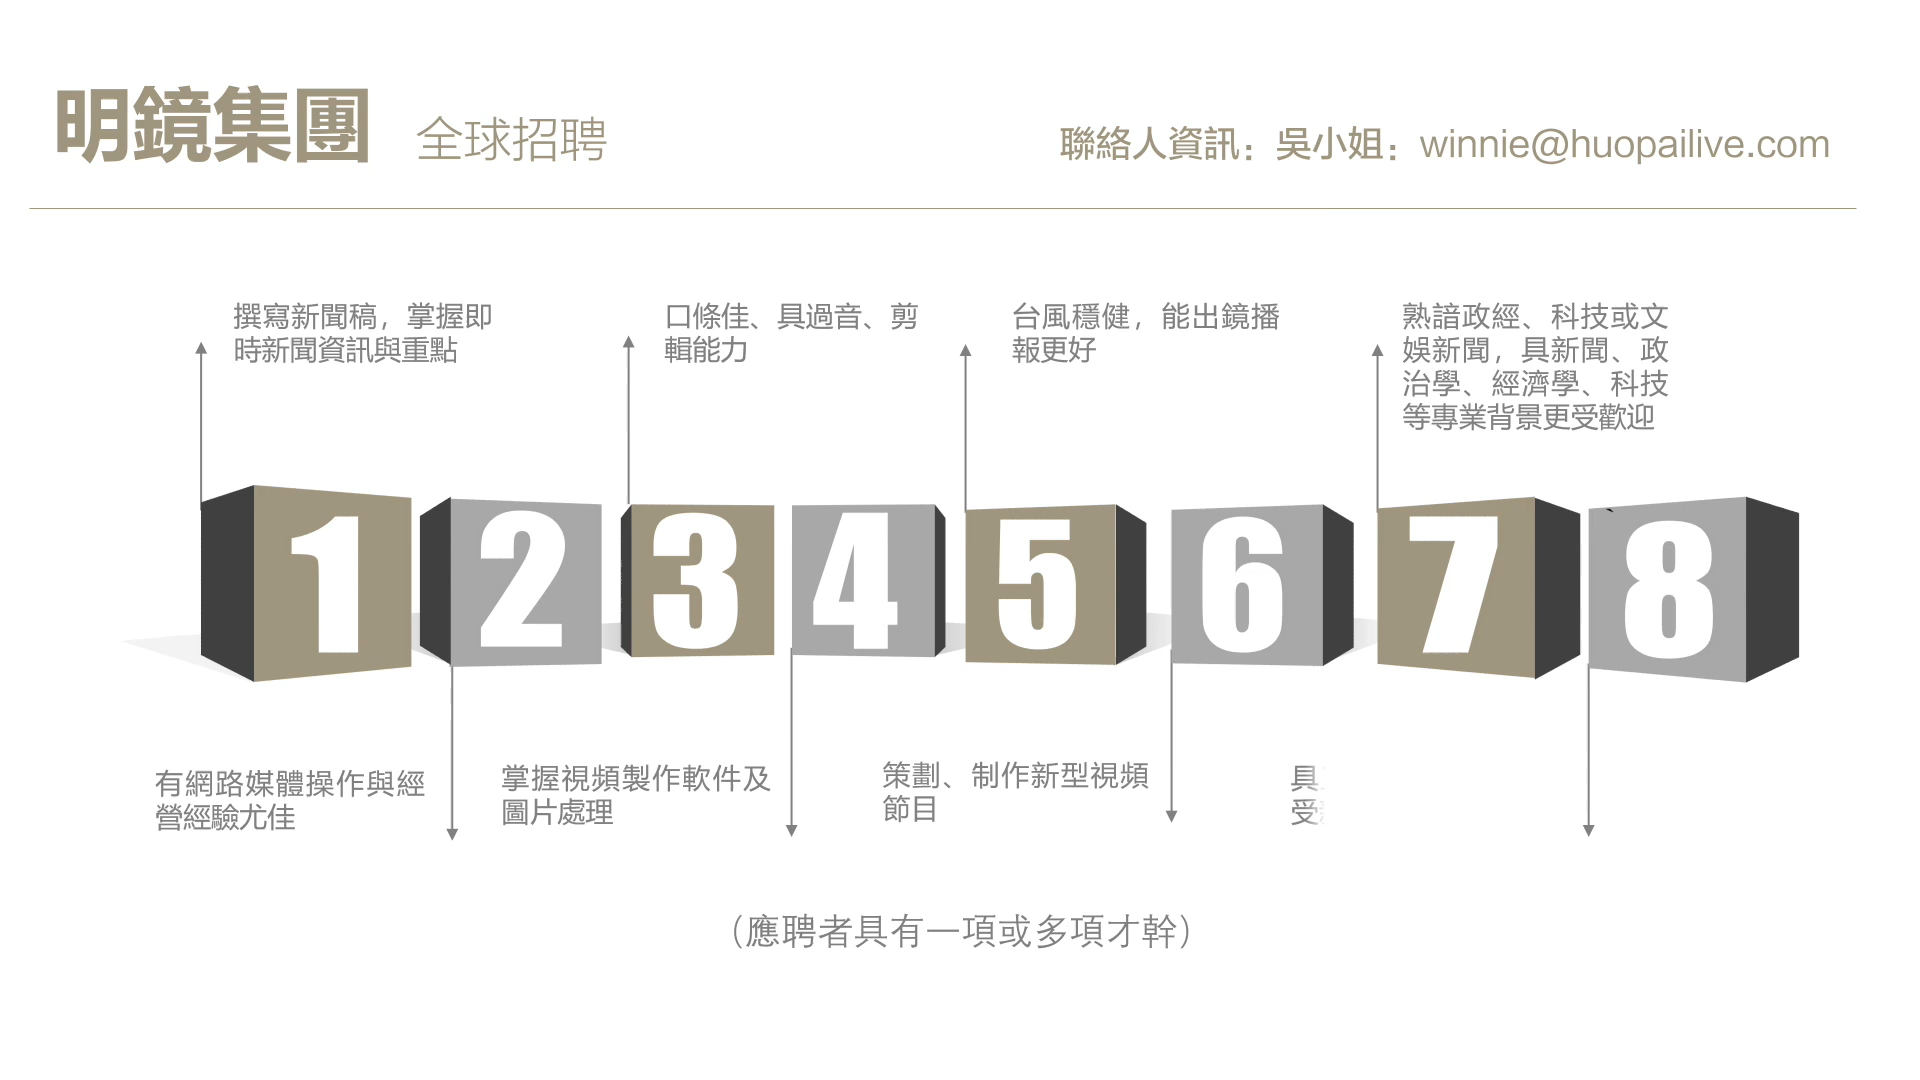 明鏡集團 全球招聘
聯絡人資訊：吳小姐：winnie@huopailive.com
撰寫新聞稿，掌握即
時新聞資訊與重點
口條佳、具過音、剪
輯能力
台風穩健，能出鏡播
報更好
熟諳政經、科技或文
娛新聞，具新聞、政
治學、經濟學、科技
等專業背景更受歡迎
1 2 3 4 5 6 7 8
有網路媒體操作與經
營經驗尤佳
掌握視頻製作軟件及
圖片處理
策劃、制作新型視頻
節目
具
受
（應聘者具有一項或多項才幹）